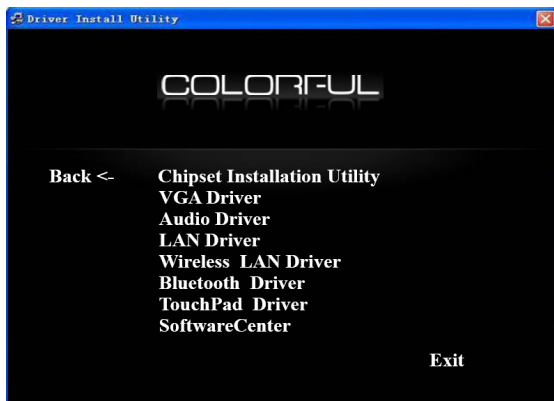 Driver Install Utility
COLORFUL
Back <- Chipset Installation Utility
VGA Driver
Audio Driver
LAN Driver
Wireless LAN Driver
Bluetooth Driver
TouchPad Driver
SoftwareCenter
Exit